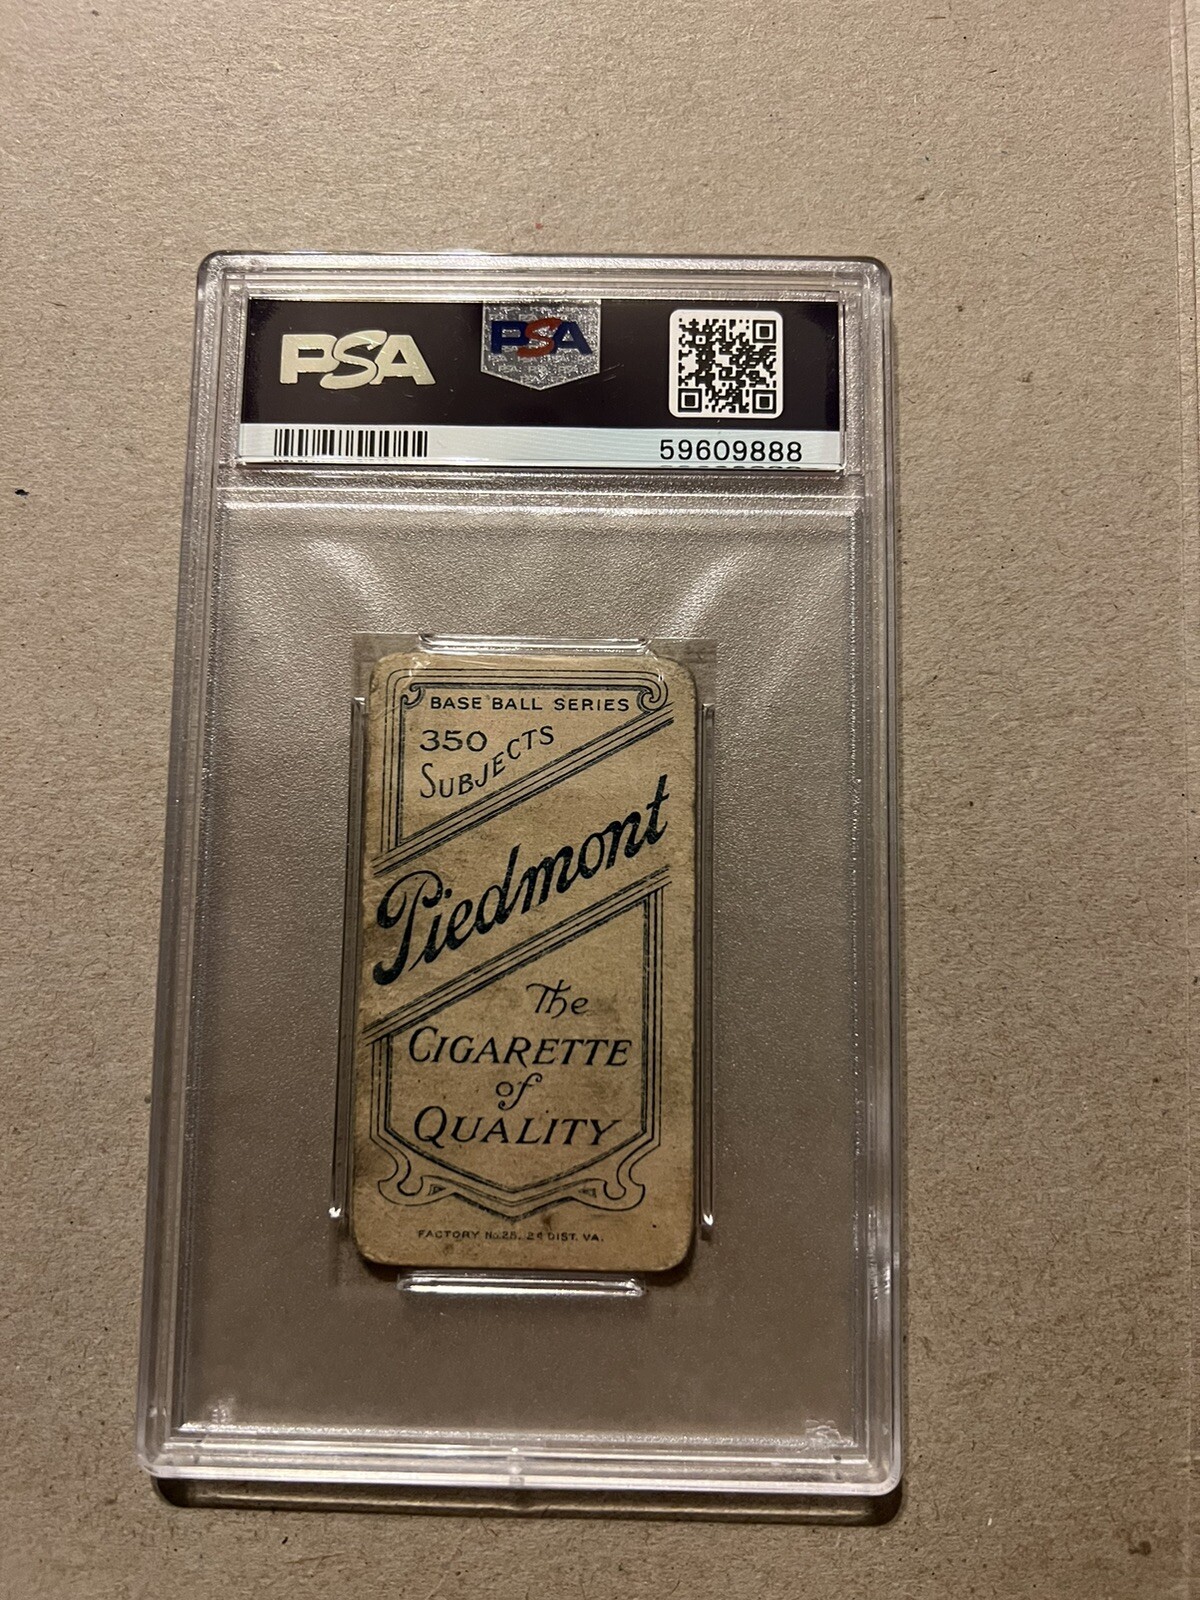 PSA
PSA
59609888
BASE BALL SERIES
350
SUBJECTS
Piedmont
The
CIGARETTE
of
QUALITY
FACTORY No. 25, 2d DIST. VA.